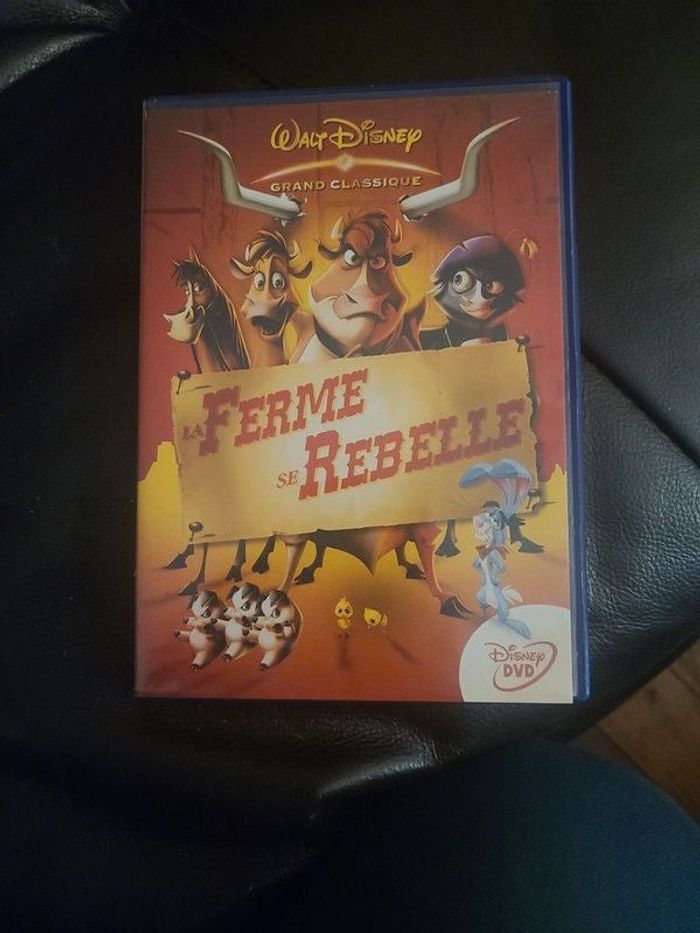 WALT DISNEY
GRAND CLASSIQUE
LA FERME
SE REBELLE
DISNEY
DVD